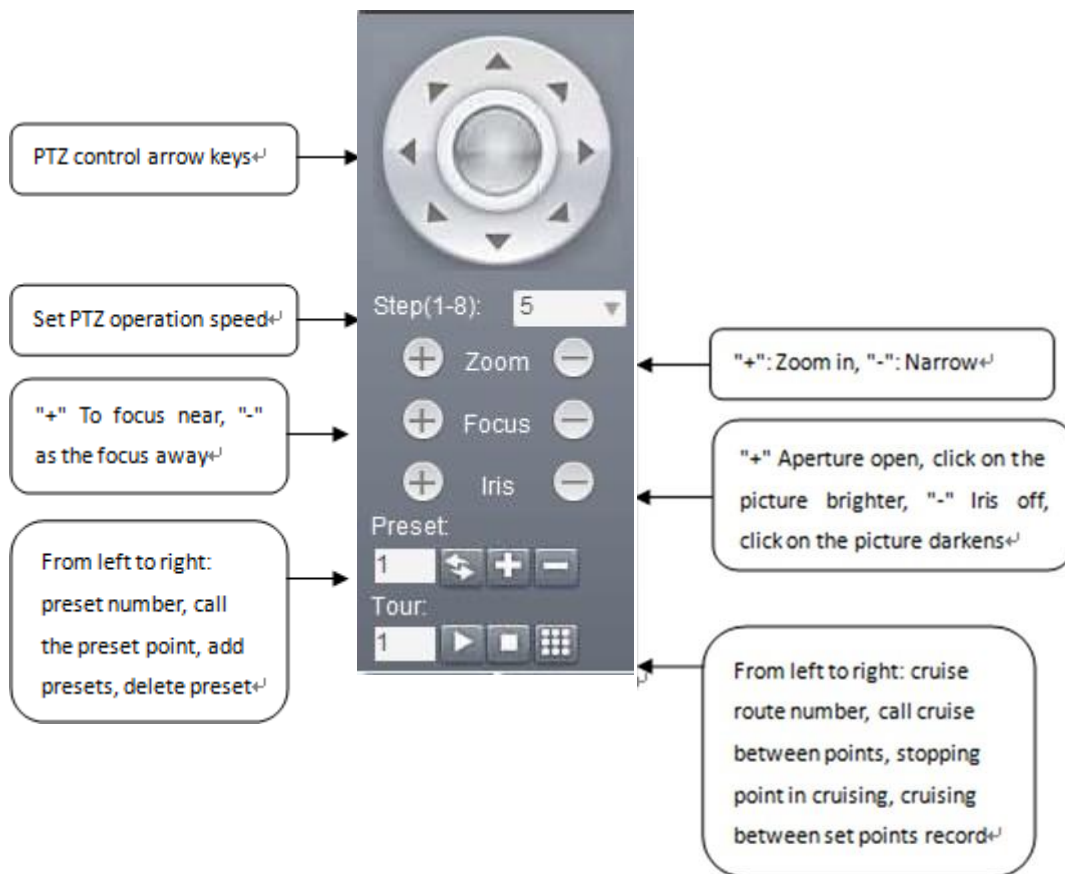 PTZ control arrow keys
Set PTZ operation speed
Step(1-8): 5
Zoom
"+": Zoom in, "-": Narrow
"+" To focus near, "-"
as the focus away
Focus
Iris
"+" Aperture open, click on the
picture brighter, "-" Iris off,
click on the picture darkens
Preset:
1
From left to right:
preset number, call
the preset point, add
presets, delete preset
Tour:
1
From left to right: cruise
route number, call cruise
between points, stopping
point in cruising, cruising
between set points record